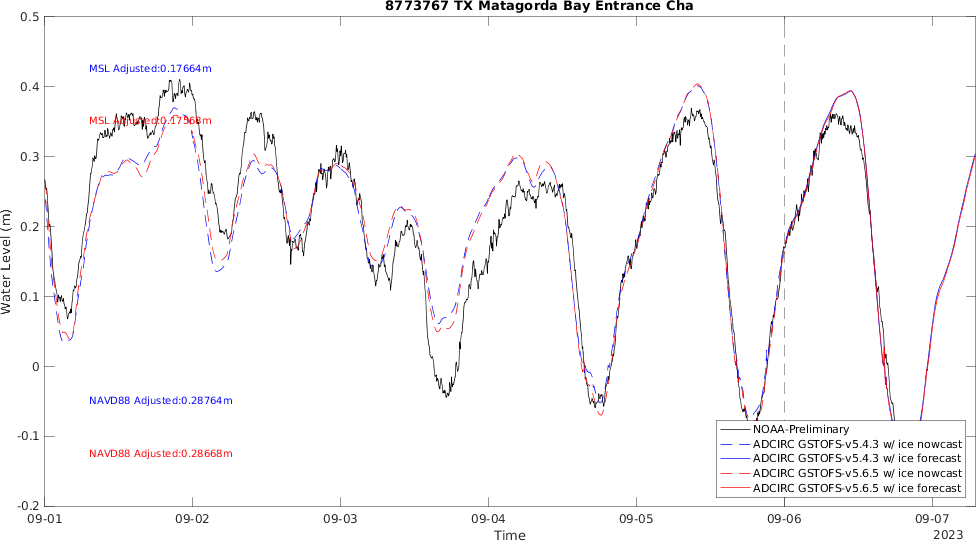 8773767 TX Matagorda Bay Entrance Cha
0.5
0.4
0.3
0.2
0.1
0
-0.1
-0.2
Water Level (m)
MSL Adjusted:0.17664m
MSL Adjusted:0.17568m
NAVD88 Adjusted:0.28764m
NAVD88 Adjusted:0.28668m
NOAA-Preliminary
ADCIRC GSTOFS-v5.4.3 w/ ice nowcast
ADCIRC GSTOFS-v5.4.3 w/ ice forecast
ADCIRC GSTOFS-v5.6.5 w/ ice nowcast
ADCIRC GSTOFS-v5.6.5 w/ ice forecast
09-01 09-02 09-03 09-04 09-05 09-06 09-07
Time
2023